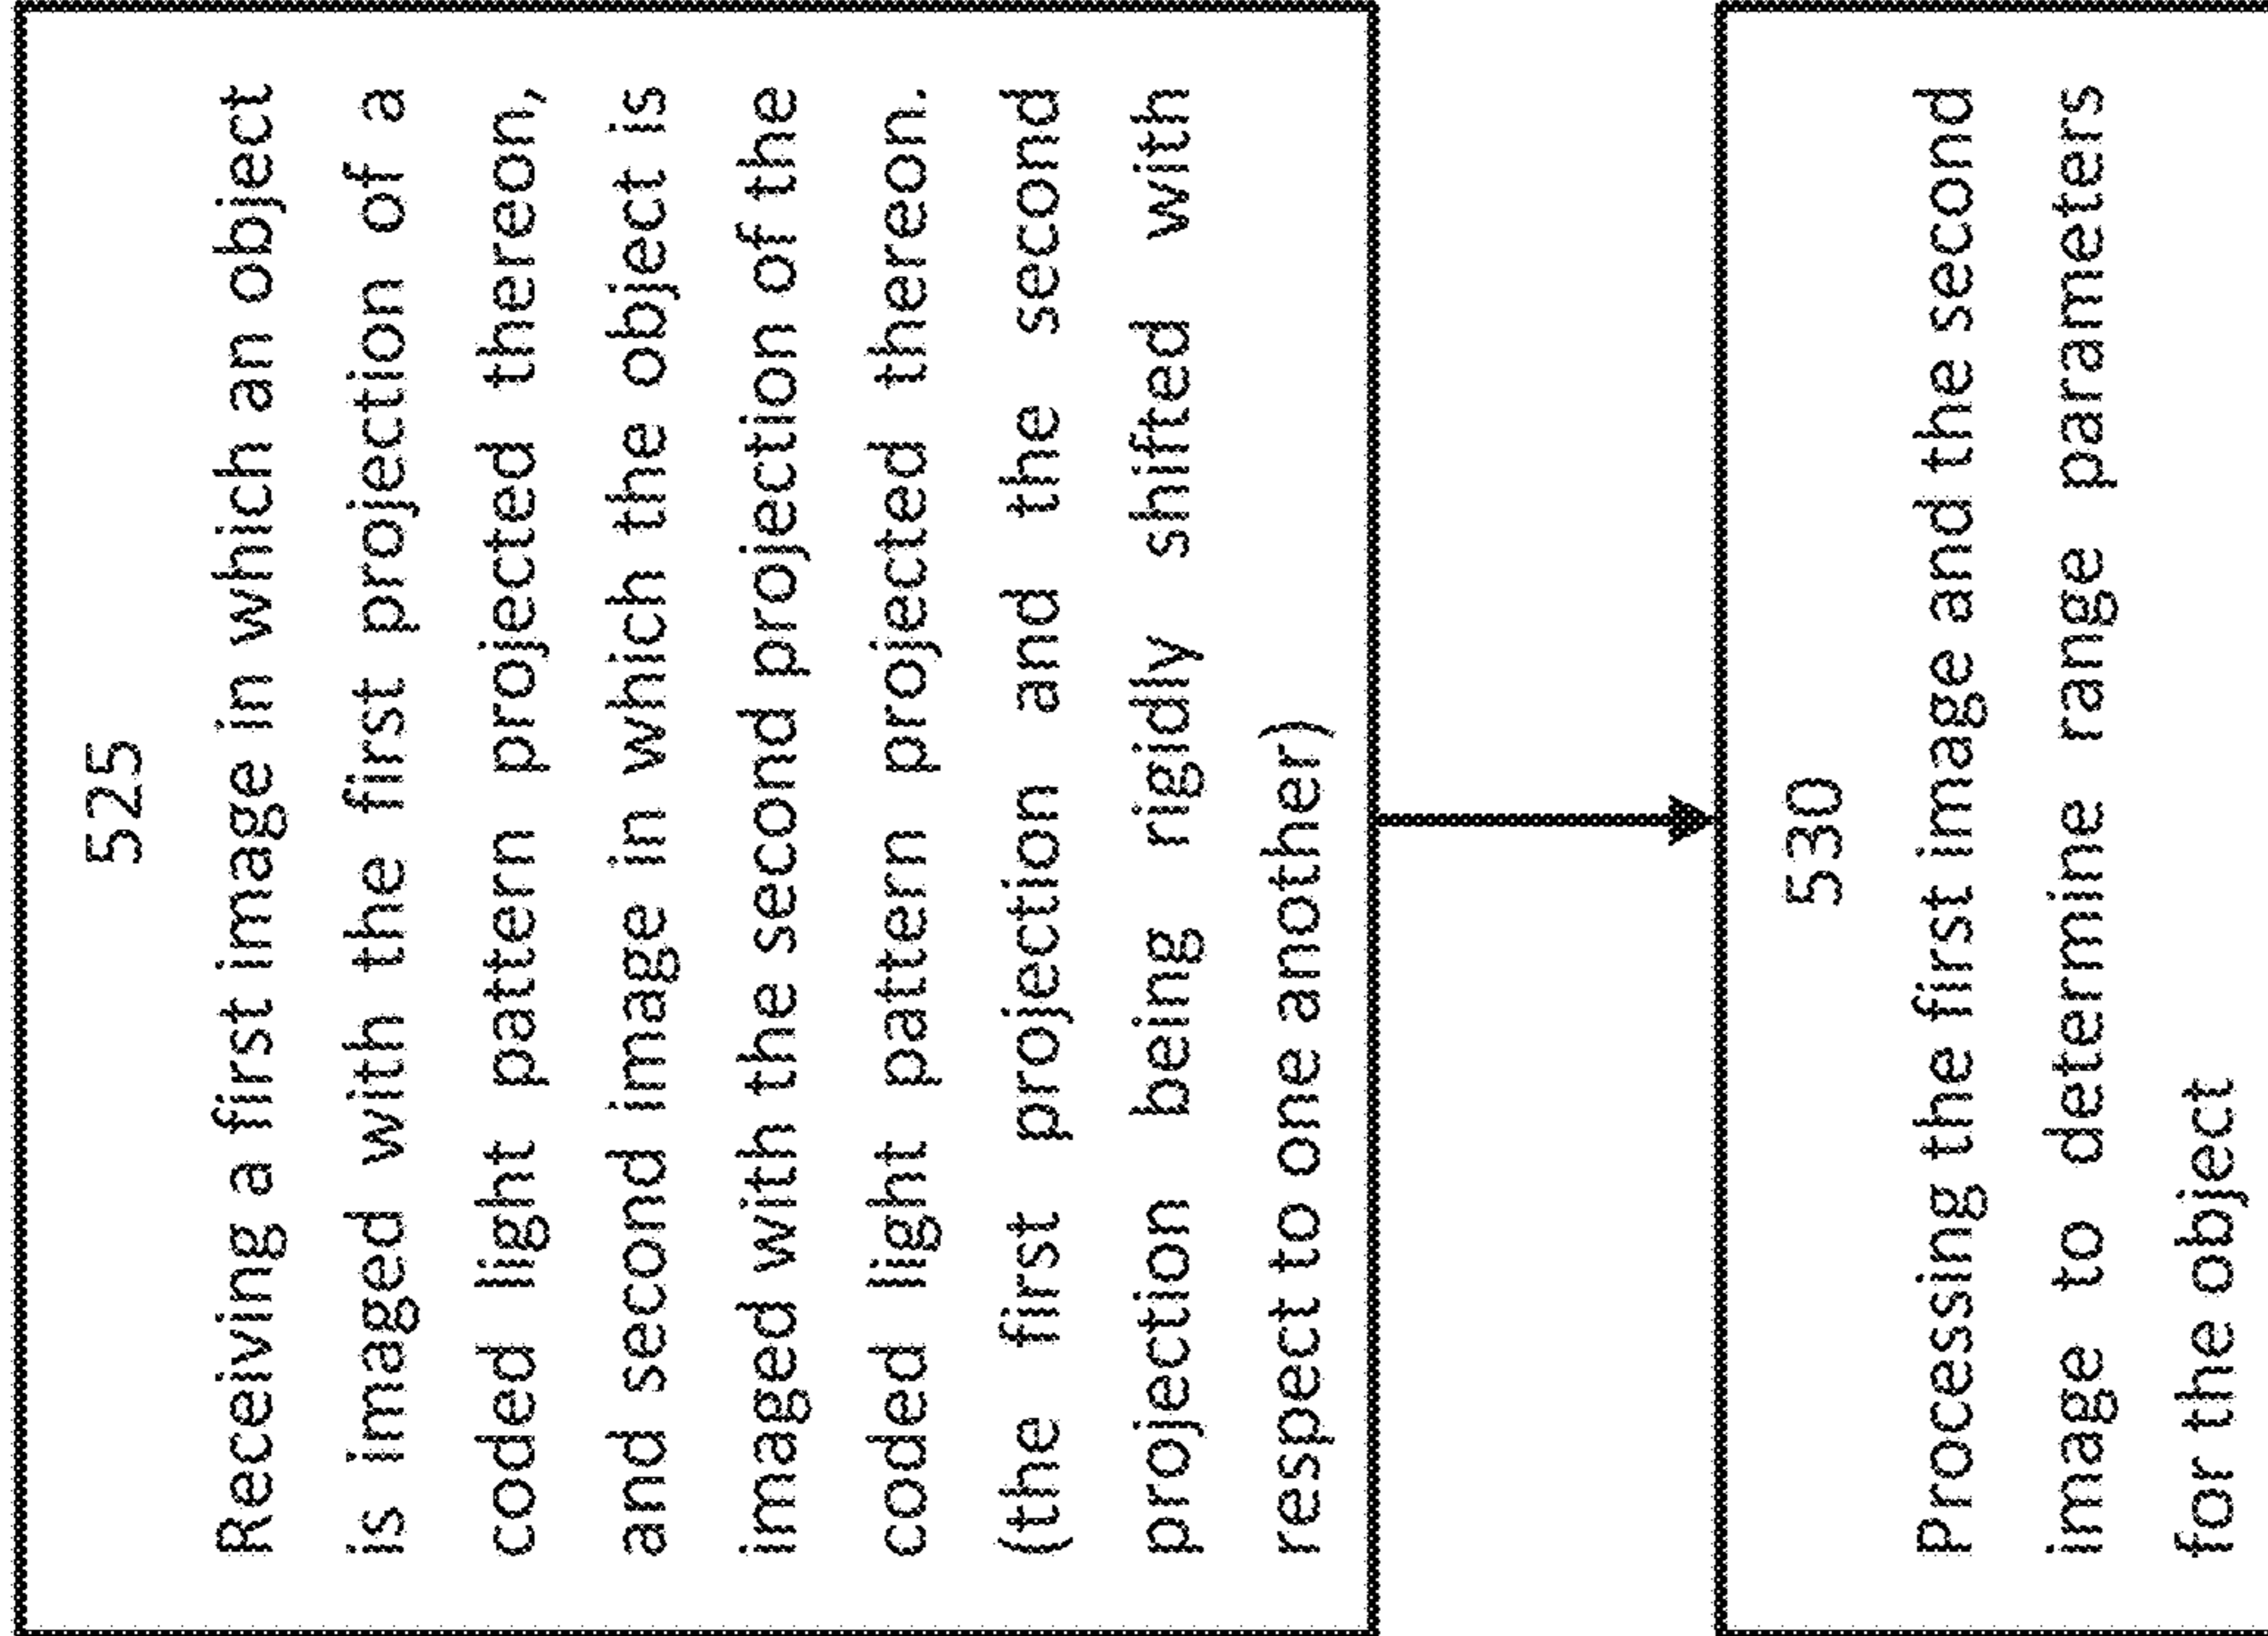 525
Receiving a first image in which an object
is imaged with the first projection of a
coded light pattern projected thereon,
and second image in which the object is
imaged with the second projection of the
coded light pattern projected thereon.
(the first projection and the second
projection being rigidly shifted with
respect to one another)
530
Processing the first image and the second
image to determine range parameters
for the object